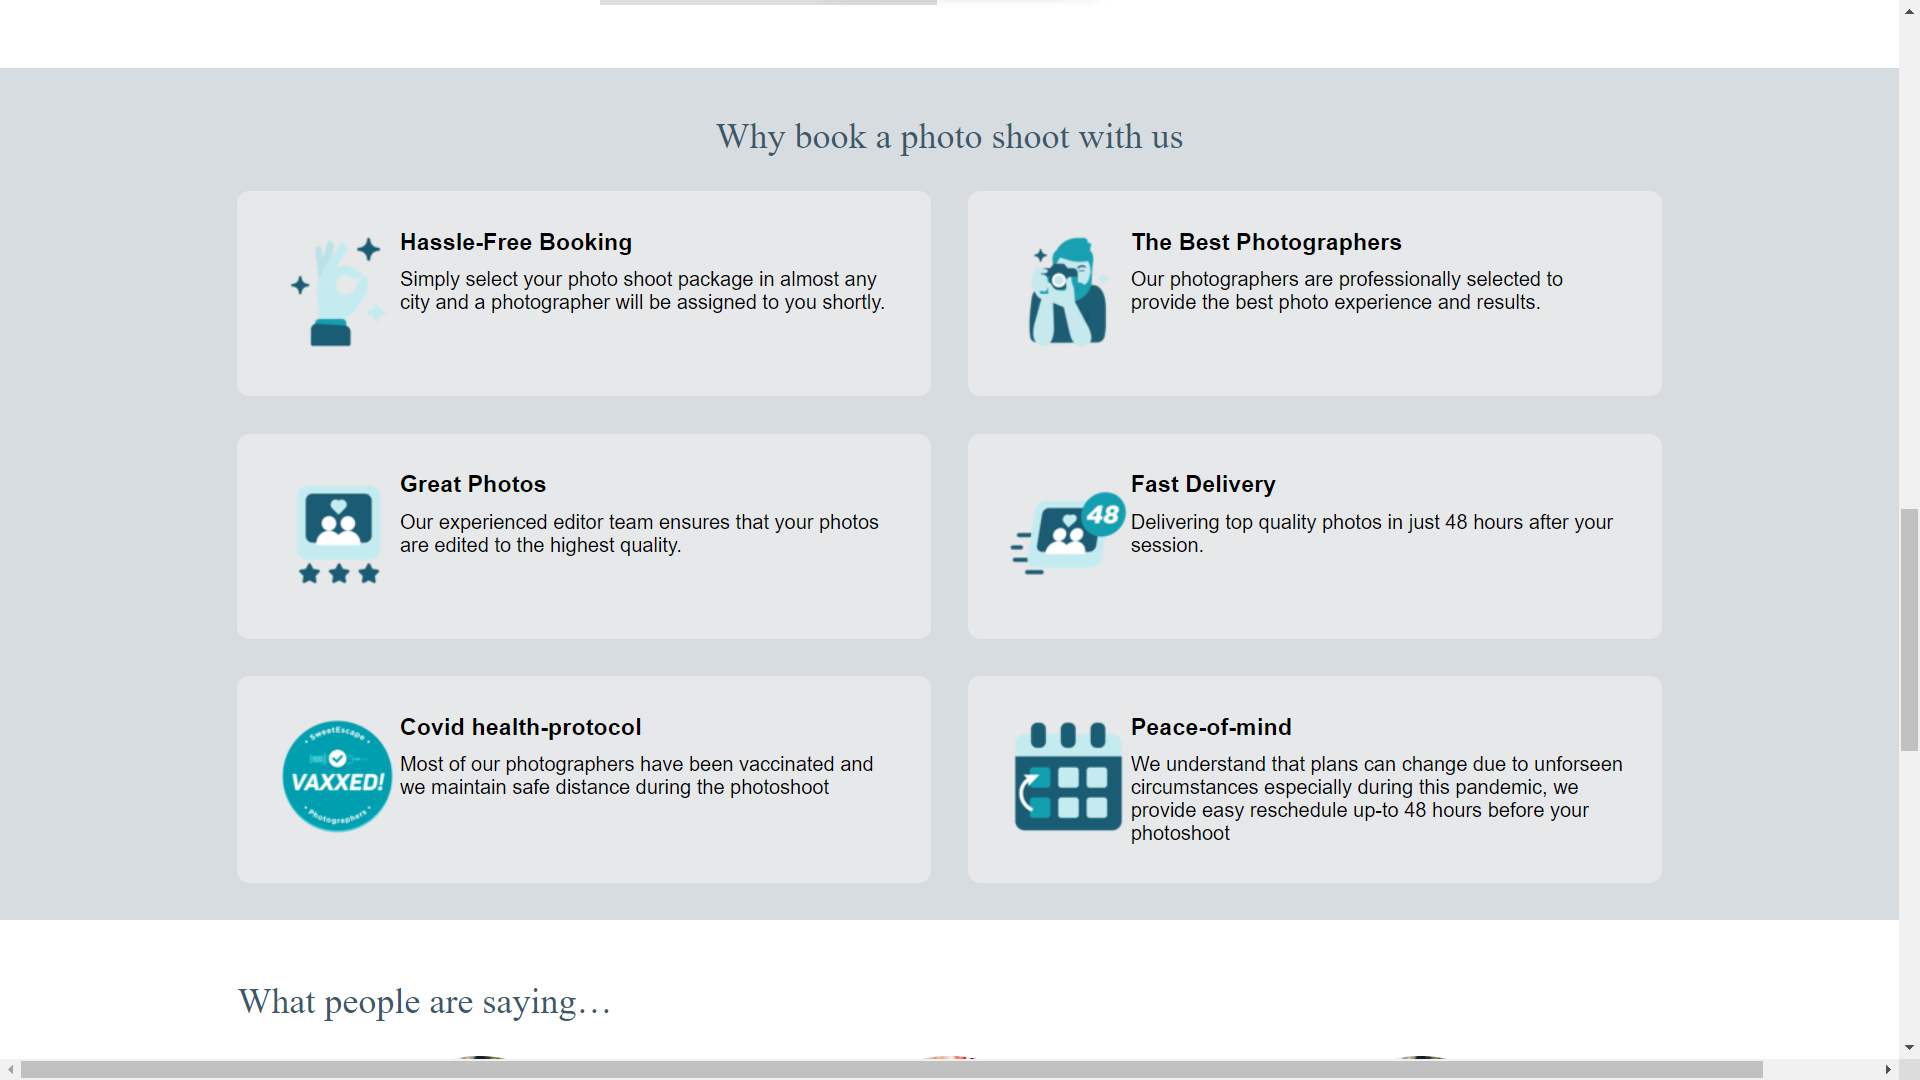 Why book a photo shoot with us
Hassle-Free Booking
Simply select your photo shoot package in almost any
city and a photographer will be assigned to you shortly.
The Best Photographers
Our photographers are professionally selected to
provide the best photo experience and results.
Great Photos
Our experienced editor team ensures that your photos
are edited to the highest quality.
48
Fast Delivery
Delivering top quality photos in just 48 hours after your
session.
SweetEscape
VAXXED!
Photographers
Covid health-protocol
Most of our photographers have been vaccinated and
we maintain safe distance during the photoshoot
Peace-of-mind
We understand that plans can change due to unforseen
circumstances especially during this pandemic, we
provide easy reschedule up-to 48 hours before your
photoshoot
What people are saying…